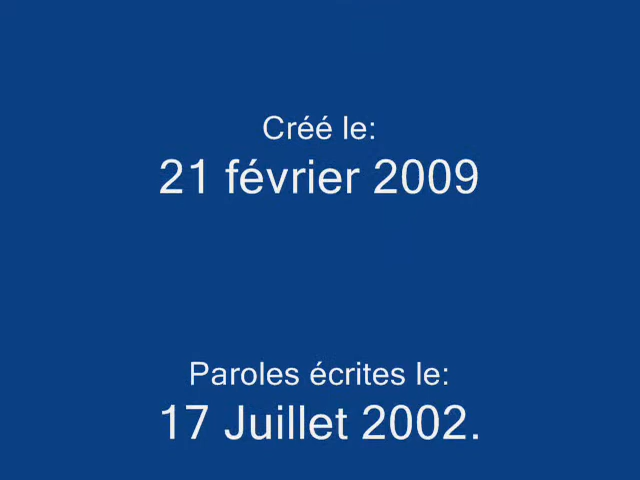 Créé le:
21 février 2009
Paroles écrites le:
17 Juillet 2002.